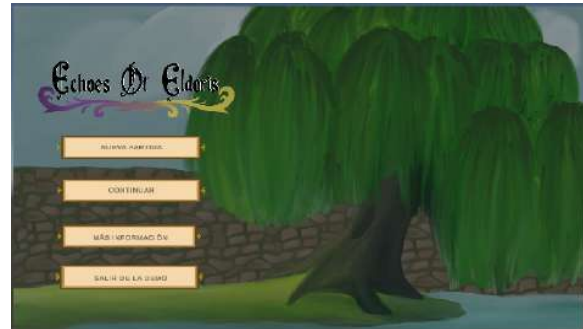 Echoes Of Eldoris
NUEVA PARTIDA
CONTINUAR
MÁS INFORMACIÓN
SALIR DE LA DEMO